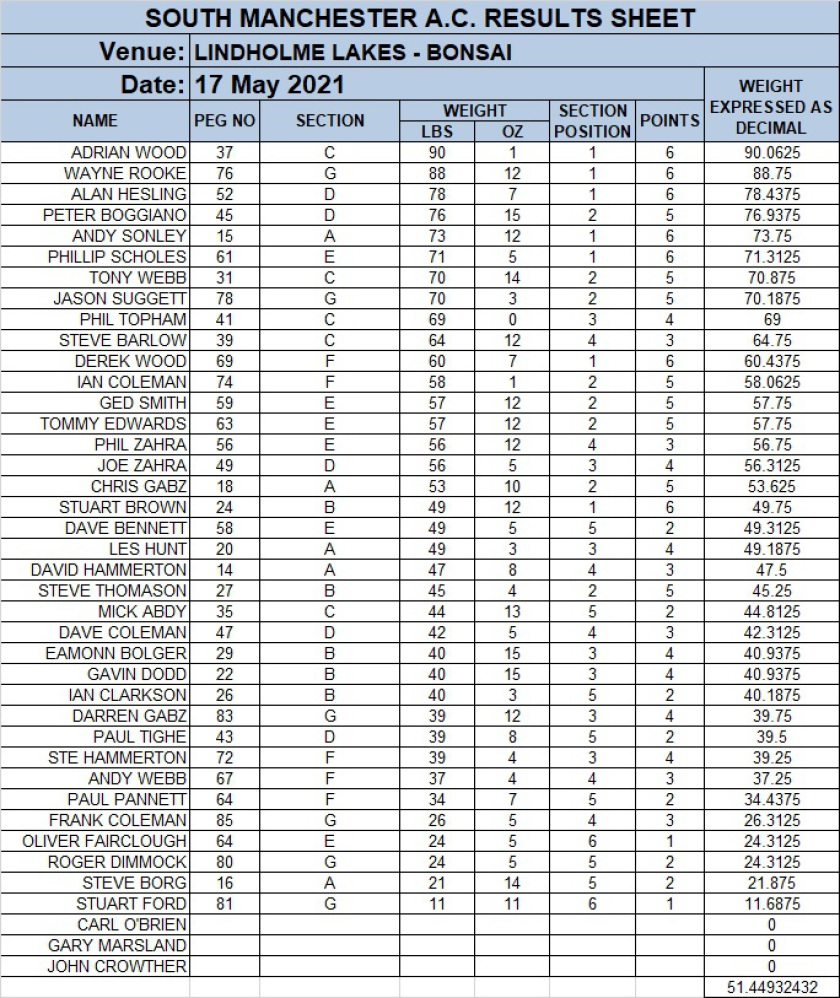 SOUTH MANCHESTER A.C. RESULTS SHEET
Venue: LINDHOLME LAKES - BONSAI
Date: 17 May 2021
NAME PEG NO SECTION WEIGHT LBS OZ SECTION POSITION POINTS WEIGHT EXPRESSED AS DECIMAL
ADRIAN WOOD 37 C 90 1 1 6 90.0625
WAYNE ROOKE 76 G 88 12 1 6 88.75
ALAN HESLING 52 D 78 7 1 6 78.4375
PETER BOGGIANO 45 D 76 15 2 5 76.9375
ANDY SONLEY 15 A 73 12 1 6 73.75
PHILLIP SCHOLES 61 E 71 5 1 6 71.3125
TONY WEBB 31 C 70 14 2 5 70.875
JASON SUGGETT 78 G 70 3 2 5 70.1875
PHIL TOPHAM 41 C 69 0 3 4 69
STEVE BARLOW 39 C 64 12 4 3 64.75
DEREK WOOD 69 F 60 7 1 6 60.4375
IAN COLEMAN 74 F 58 1 2 5 58.0625
GED SMITH 59 E 57 12 2 5 57.75
TOMMY EDWARDS 63 E 57 12 2 5 57.75
PHIL ZAHRA 56 E 56 12 4 3 56.75
JOE ZAHRA 49 D 56 5 3 4 56.3125
CHRIS GABZ 18 A 53 10 2 5 53.625
STUART BROWN 24 B 49 12 1 6 49.75
DAVE BENNETT 58 E 49 5 5 2 49.3125
LES HUNT 20 A 49 3 3 4 49.1875
DAVID HAMMERTON 14 A 47 8 4 3 47.5
STEVE THOMASON 27 B 45 4 2 5 45.25
MICK ABDY 35 C 44 13 5 2 44.8125
DAVE COLEMAN 47 D 42 5 4 3 42.3125
EAMONN BOLGER 29 B 40 15 3 4 40.9375
GAVIN DODD 22 B 40 15 3 4 40.9375
IAN CLARKSON 26 B 40 3 5 2 40.1875
DARREN GABZ 83 G 39 12 3 4 39.75
PAUL TIGHE 43 D 39 8 5 2 39.5
STE HAMMERTON 72 F 39 4 3 4 39.25
ANDY WEBB 67 F 37 4 4 3 37.25
PAUL PANNETT 64 F 34 7 5 2 34.4375
FRANK COLEMAN 85 G 26 5 4 3 26.3125
OLIVER FAIRCLOUGH 64 E 24 5 6 1 24.3125
ROGER DIMMOCK 80 G 24 5 5 2 24.3125
STEVE BORG 16 A 21 14 5 2 21.875
STUART FORD 81 G 11 11 6 1 11.6875
CARL O'BRIEN 0
GARY MARSLAND 0
JOHN CROWTHER 0
51.44932432